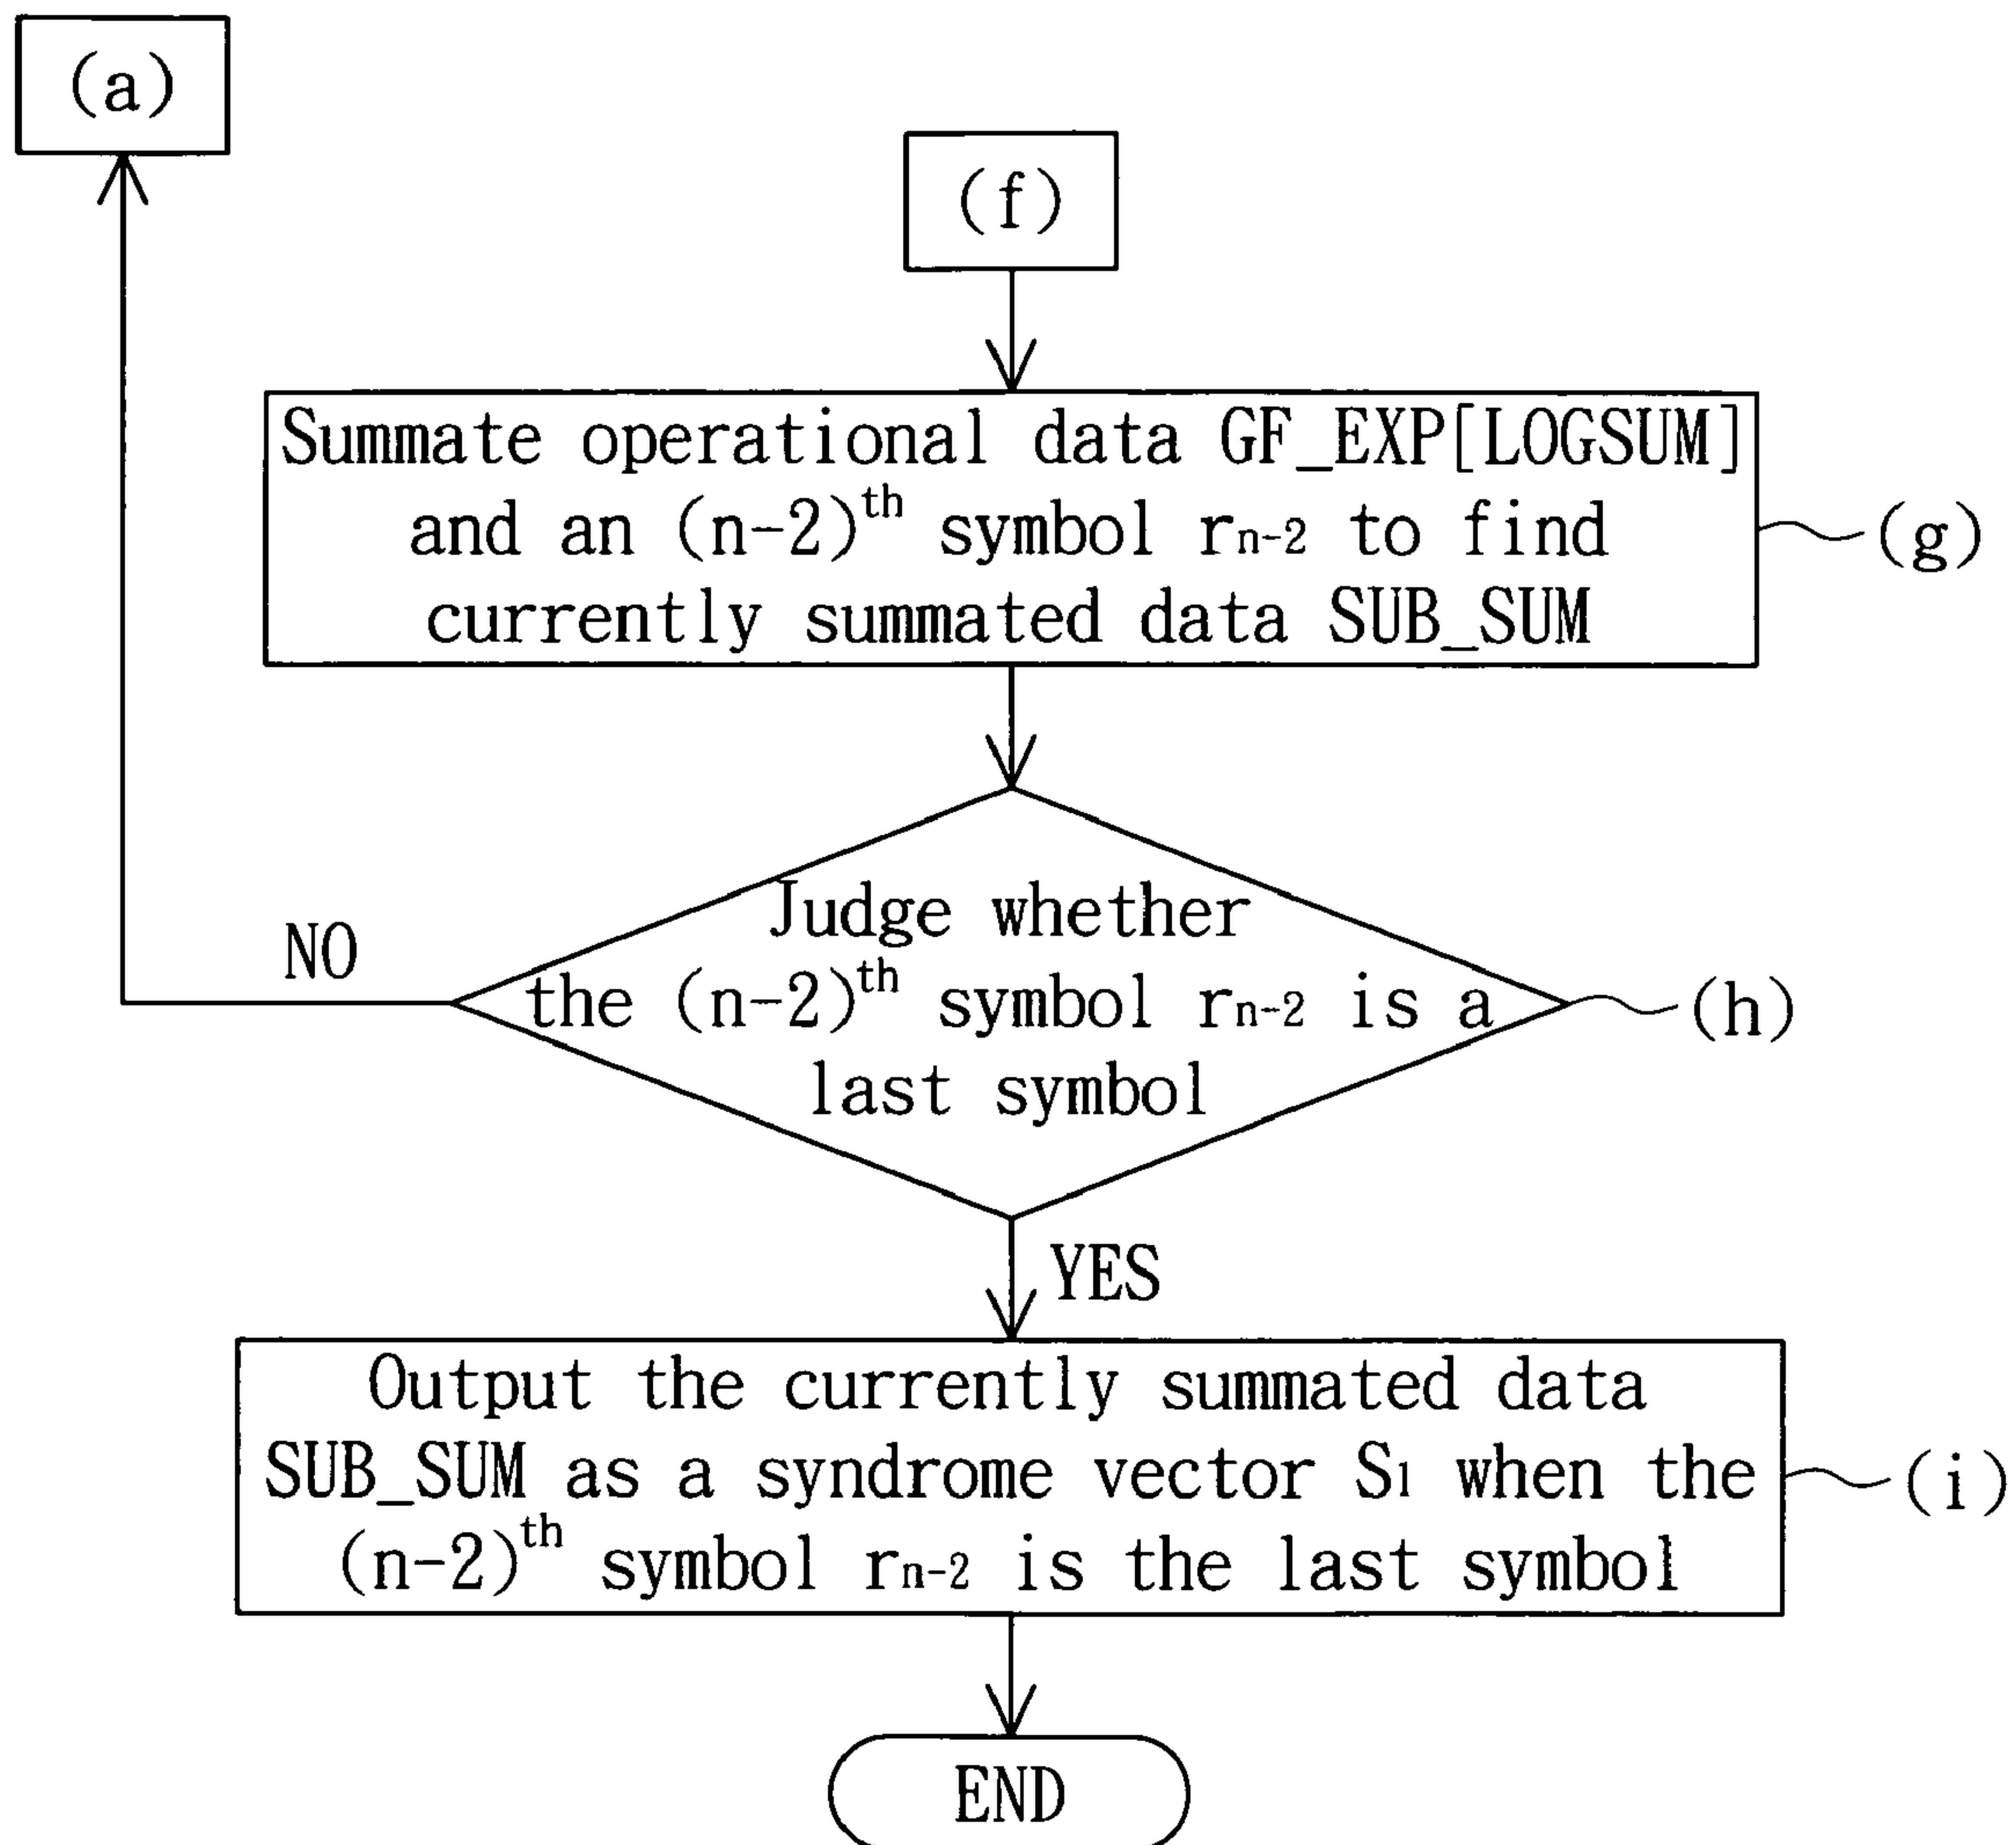 (a)
(f)
Summate operational data GF_EXP[LOGSUM]
and an (n-2)th symbol rn-2 to find
currently summated data SUB_SUM
(g)
Judge whether
the (n-2)th symbol rn-2 is a
last symbol
(h)
NO
YES
Output the currently summated data
SUB_SUM as a syndrome vector S1 when the
(n-2)th symbol rn-2 is the last symbol
(i)
END